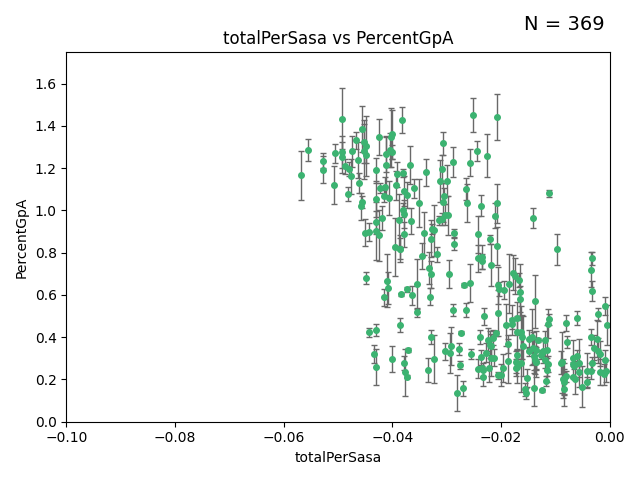 N = 369
totalPerSasa vs PercentGpA
1.6
1.4
1.2
1.0
0.8
0.6
0.4
0.2
0.0
PercentGpA
−0.10 −0.08 −0.06 −0.04 −0.02 0.00
totalPerSasa